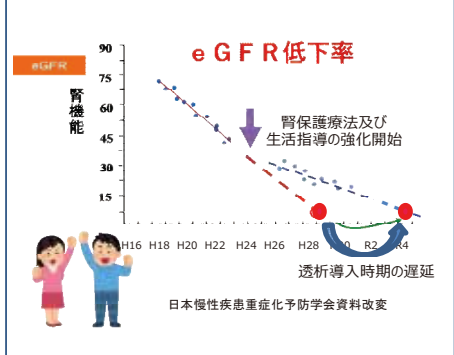 eGFR低下率
eGFR
腎機能
90
75
60
45
30
15
腎保護療法及び
生活指導の強化開始
H16 H18 H20 H22 H24 H26 H28 H30 R2 R4
透析導入時期の遅延
日本慢性疾患重症化予防学会資料改変